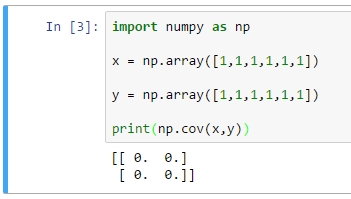 In [3]: import numpy as np
x = np.array([1,1,1,1,1,1])
y = np.array([1,1,1,1,1,1])
print(np.cov(x,y))
[[ 0.  0.]
 [ 0.  0.]]